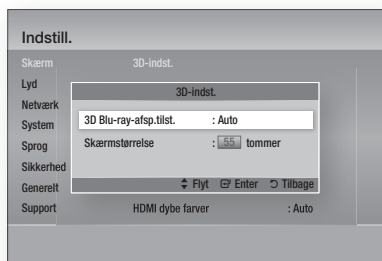 Indstill.
Skærm 3D-indst.
Lyd
Netværk
System
Sprog
Sikkerhed
Generelt
Support
3D-indst.
3D Blu-ray-afsp.tilst. : Auto
Skærmstørrelse : 55 tommer
Flyt Enter Tilbage
HDMI dybe farver : Auto